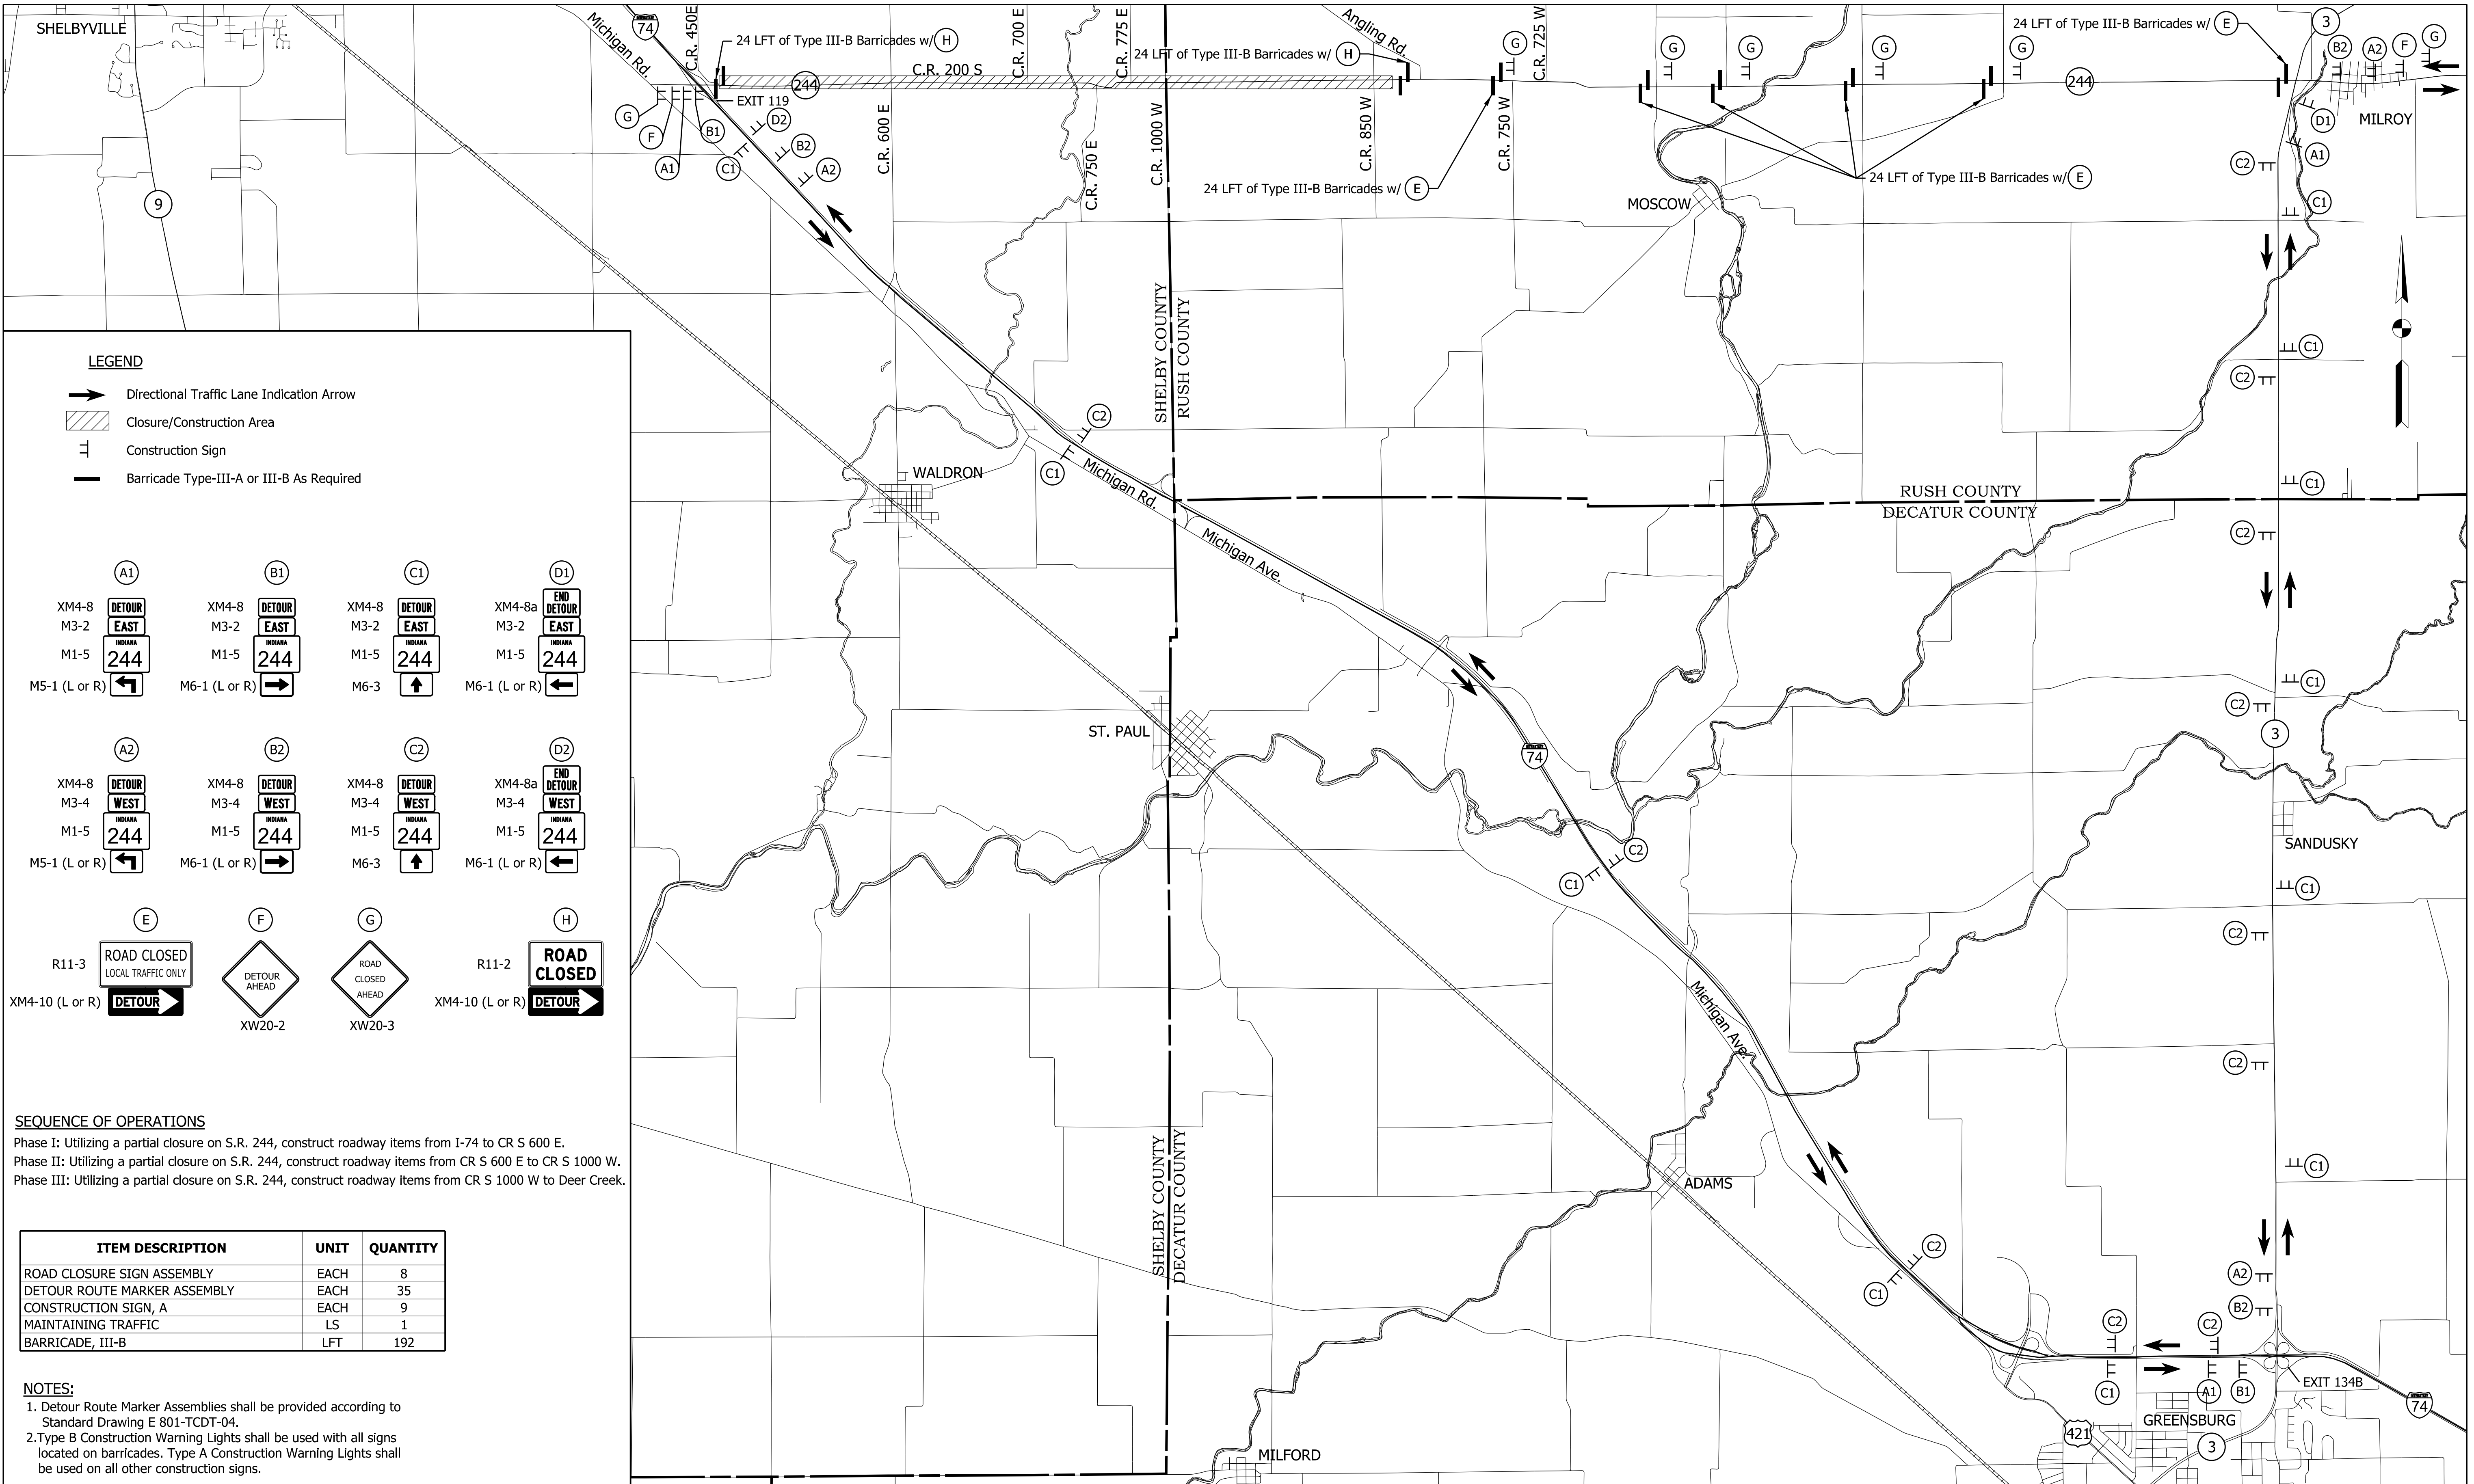 SHELBYVILLE
9
74
Michigan Rd.
C.R. 450E
24 LFT of Type III-B Barricades w/ H
C.R. 200 S
244
EXIT 119
C.R. 600 E
C.R. 700 E
C.R. 750 E
C.R. 775 E
C.R. 1000 W
Angling Rd.
24 LFT of Type III-B Barricades w/ H
C.R. 850 W
24 LFT of Type III-B Barricades w/ E
C.R. 750 W
C.R. 725 W
G
G
G
G
G
24 LFT of Type III-B Barricades w/ E
244
24 LFT of Type III-B Barricades w/ E
3
B2
A2
F
G
MILROY
D1
A1
C1
C2
G
F
A1
B1
C1
D2
B2
A2
MOSCOW
SHELBY COUNTY
RUSH COUNTY
C2
C1
Michigan Rd.
WALDRON
Michigan Ave.
RUSH COUNTY
DECATUR COUNTY
C1
C2
C1
C2
C1
C2
3
SANDUSKY
C1
C2
C2
C1
ST. PAUL
74
C2
C1
Michigan Ave.
ADAMS
SHELBY COUNTY
DECATUR COUNTY
C2
C1
A2
B2
C2
C2
C1
A1
B1
EXIT 134B
GREENSBURG
74
421
3
MILFORD
LEGEND
Directional Traffic Lane Indication Arrow
Closure/Construction Area
Construction Sign
Barricade Type-III-A or III-B As Required
A1
XM4-8 DETOUR
M3-2 EAST
M1-5 INDIANA 244
M5-1 (L or R)
B1
XM4-8 DETOUR
M3-2 EAST
M1-5 INDIANA 244
M6-1 (L or R)
C1
XM4-8 DETOUR
M3-2 EAST
M1-5 INDIANA 244
M6-3
D1
XM4-8a END DETOUR
M3-2 EAST
M1-5 INDIANA 244
M6-1 (L or R)
A2
XM4-8 DETOUR
M3-4 WEST
M1-5 INDIANA 244
M5-1 (L or R)
B2
XM4-8 DETOUR
M3-4 WEST
M1-5 INDIANA 244
M6-1 (L or R)
C2
XM4-8 DETOUR
M3-4 WEST
M1-5 INDIANA 244
M6-3
D2
XM4-8a END DETOUR
M3-4 WEST
M1-5 INDIANA 244
M6-1 (L or R)
E
R11-3 ROAD CLOSED
LOCAL TRAFFIC ONLY
XM4-10 (L or R) DETOUR
F
DETOUR
AHEAD
XW20-2
G
ROAD
CLOSED
AHEAD
XW20-3
H
R11-2 ROAD
CLOSED
XM4-10 (L or R) DETOUR
SEQUENCE OF OPERATIONS
Phase I: Utilizing a partial closure on S.R. 244, construct roadway items from I-74 to CR S 600 E.
Phase II: Utilizing a partial closure on S.R. 244, construct roadway items from CR S 600 E to CR S 1000 W.
Phase III: Utilizing a partial closure on S.R. 244, construct roadway items from CR S 1000 W to Deer Creek.
ITEM DESCRIPTION UNIT QUANTITY
ROAD CLOSURE SIGN ASSEMBLY EACH 8
DETOUR ROUTE MARKER ASSEMBLY EACH 35
CONSTRUCTION SIGN, A EACH 9
MAINTAINING TRAFFIC LS 1
BARRICADE, III-B LFT 192
NOTES:
1. Detour Route Marker Assemblies shall be provided according to
Standard Drawing E 801-TCDT-04.
2.Type B Construction Warning Lights shall be used with all signs
located on barricades. Type A Construction Warning Lights shall
be used on all other construction signs.